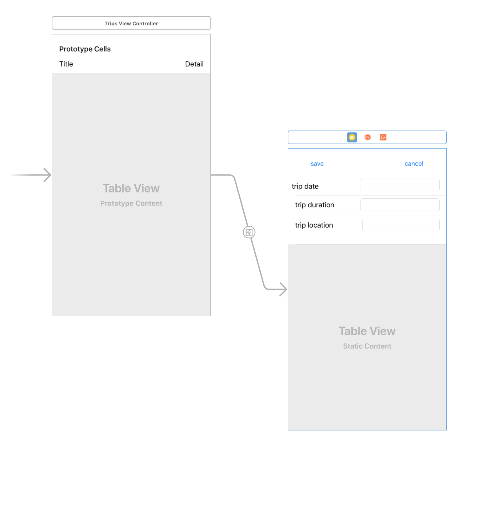 Trips View Controller
Prototype Cells
Title Detail
Table View
Prototype Content
save cancel
trip date
trip duration
trip location
Table View
Static Content